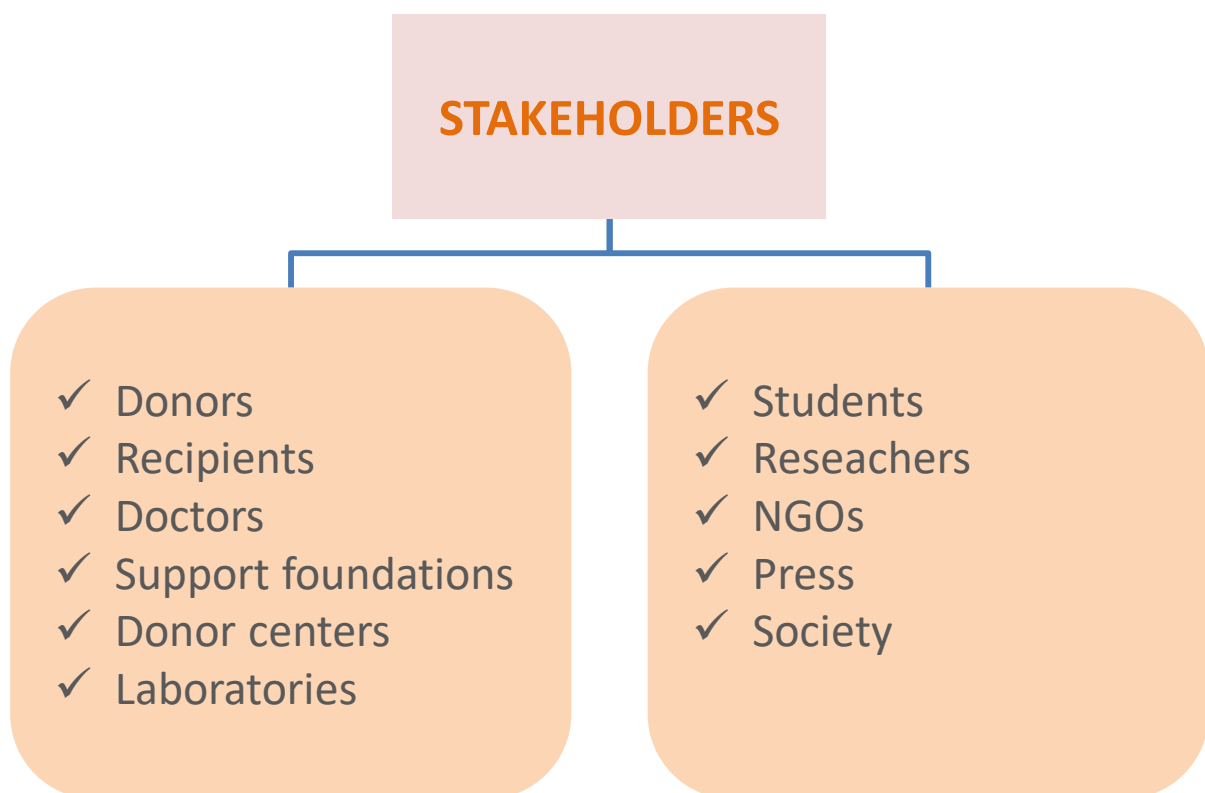 STAKEHOLDERS
✓ Donors
✓ Recipients
✓ Doctors
✓ Support foundations
✓ Donor centers
✓ Laboratories
✓ Students
✓ Reseachers
✓ NGOs
✓ Press
✓ Society